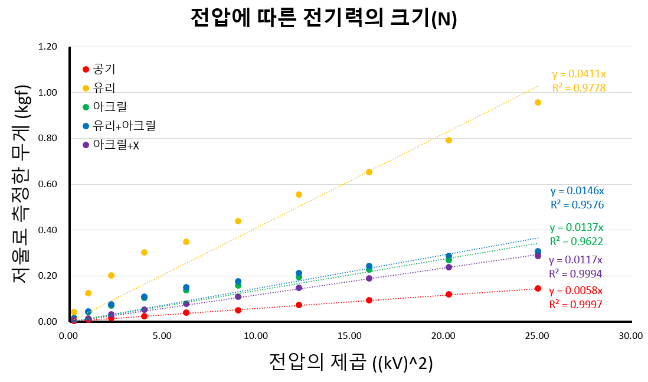 전압에 따른 전기력의 크기(N)
저울로 측정한 무게 (kgf)
1.20
1.00
0.80
0.60
0.40
0.20
0.00
공기
유리
아크릴
유리+아크릴
아크릴+X
y = 0.0411x
R² = 0.9778
y = 0.0146x
R² = 0.9576
y = 0.0137x
R² = 0.9622
y = 0.0117x
R² = 0.9994
y = 0.0058x
R² = 0.9997
0.00 5.00 10.00 15.00 20.00 25.00 30.00
전압의 제곱 ((kV)^2)